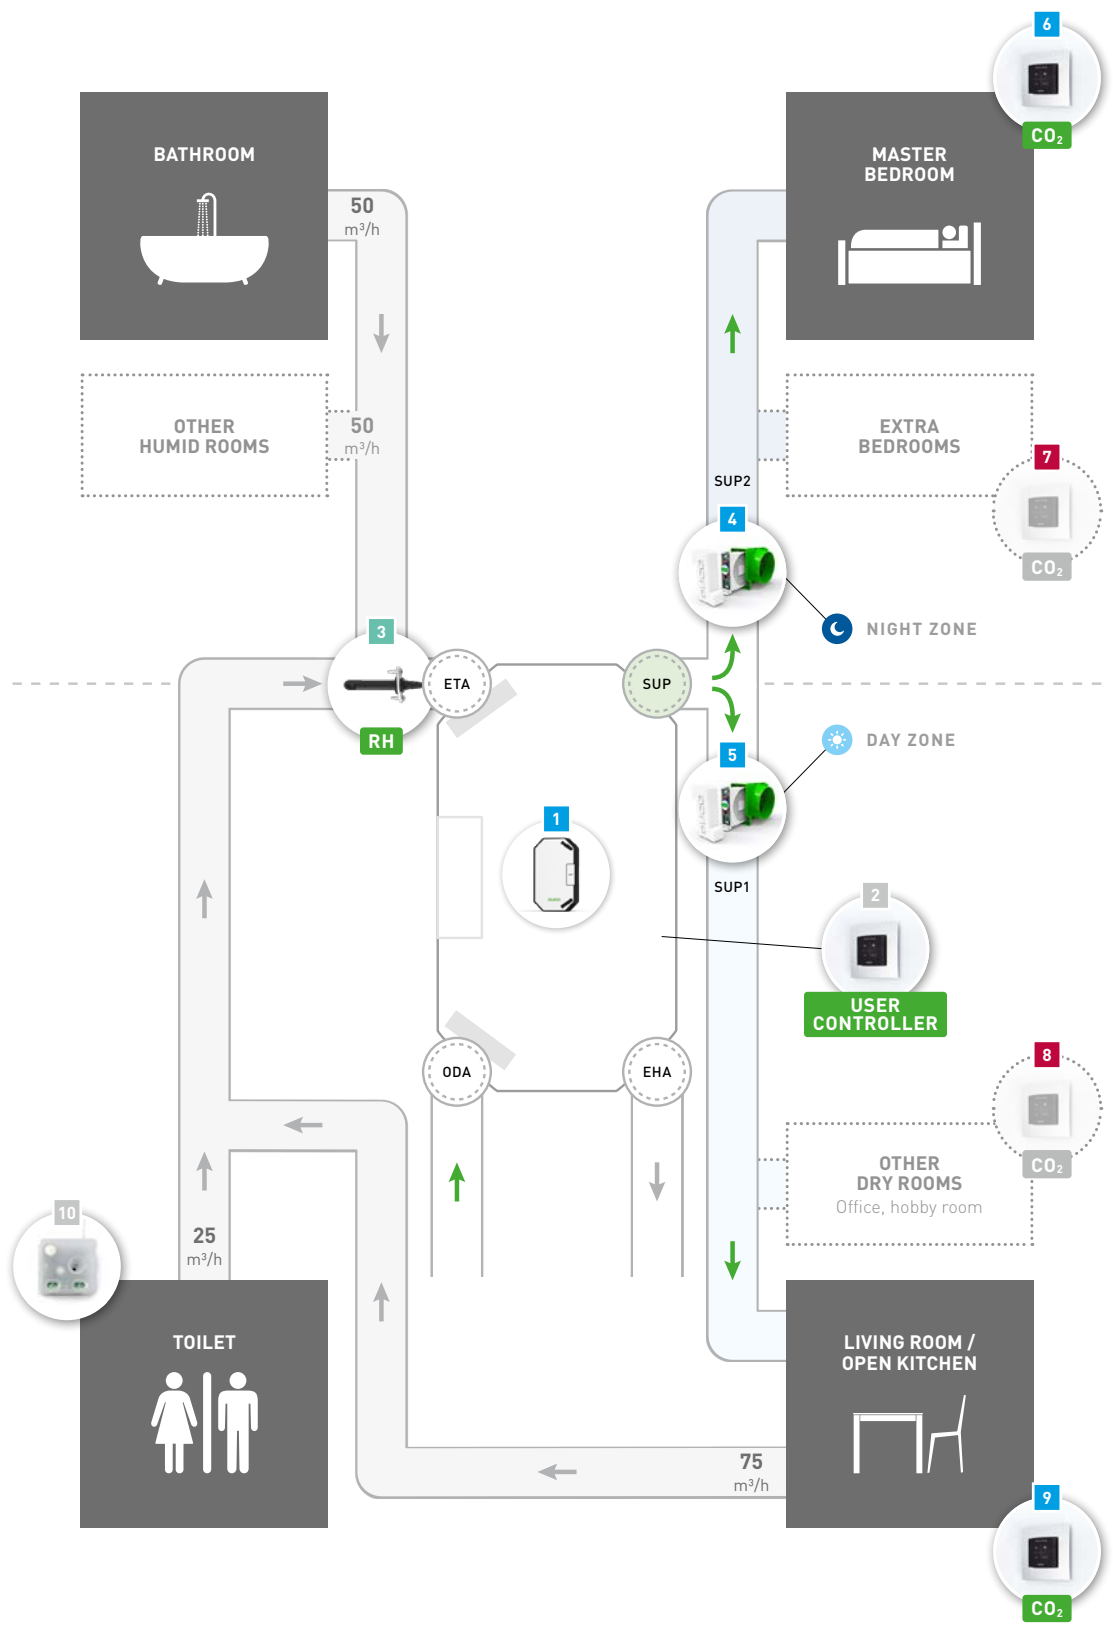 6
CO₂
BATHROOM
MASTER
BEDROOM
50
m³/h
OTHER
HUMID ROOMS
50
m³/h
EXTRA
BEDROOMS
7
CO₂
SUP2
4
NIGHT ZONE
3
RH
ETA
SUP
DAY ZONE
5
1
SUP1
2
USER
CONTROLLER
ODA
EHA
8
CO₂
OTHER
DRY ROOMS
Office, hobby room
10
25
m³/h
TOILET
LIVING ROOM /
OPEN KITCHEN
75
m³/h
9
CO₂